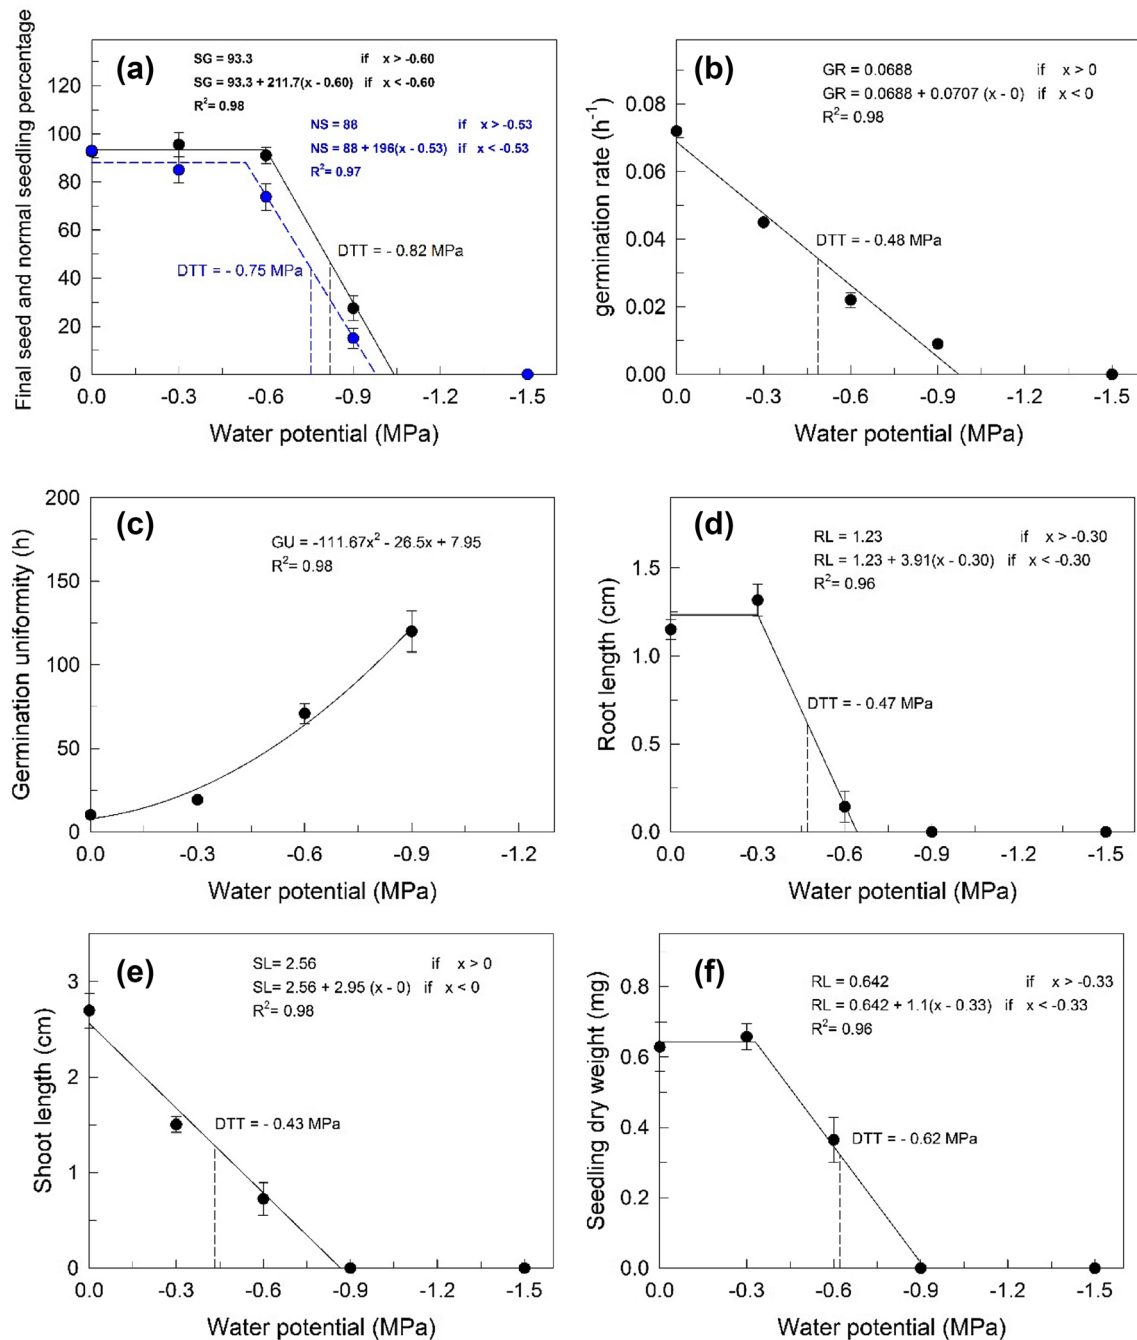 (a)
SG = 93.3 if x > -0.60
SG = 93.3 + 211.7(x - 0.60) if x < -0.60
R²= 0.98
NS = 88 if x > -0.53
NS = 88 + 196(x - 0.53) if x < -0.53
R²= 0.97
DTT = - 0.82 MPa
DTT = - 0.75 MPa
Final seed and normal seedling percentage
120
100
80
60
40
20
0
0.0 -0.3 -0.6 -0.9 -1.2 -1.5
Water potential (MPa)
(b)
GR = 0.0688 if x > 0
GR = 0.0688 + 0.0707 (x - 0) if x < 0
R²= 0.98
DTT = - 0.48 MPa
germination rate (h⁻¹)
0.08
0.06
0.04
0.02
0.00
0.0 -0.3 -0.6 -0.9 -1.2 -1.5
Water potential (MPa)
(c)
GU = -111.67x² - 26.5x + 7.95
R²= 0.98
Germination uniformity (h)
200
150
100
50
0
0.0 -0.3 -0.6 -0.9 -1.2
Water potential (MPa)
(d)
RL = 1.23 if x > -0.30
RL = 1.23 + 3.91(x - 0.30) if x < -0.30
R²= 0.96
DTT = - 0.47 MPa
Root length (cm)
1.5
1.0
0.5
0.0
0.0 -0.3 -0.6 -0.9 -1.2 -1.5
Water potential (MPa)
(e)
SL= 2.56 if x > 0
SL= 2.56 + 2.95 (x - 0) if x < 0
R²= 0.98
DTT = - 0.43 MPa
Shoot length (cm)
3
2
1
0
0.0 -0.3 -0.6 -0.9 -1.2 -1.5
Water potential (MPa)
(f)
RL = 0.642 if x > -0.33
RL = 0.642 + 1.1(x - 0.33) if x < -0.33
R²= 0.96
DTT = - 0.62 MPa
Seedling dry weight (mg)
0.8
0.6
0.4
0.2
0.0
0.0 -0.3 -0.6 -0.9 -1.2 -1.5
Water potential (MPa)